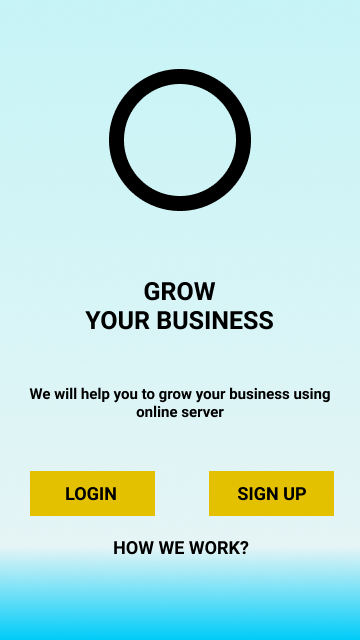 GROW
YOUR BUSINESS
We will help you to grow your business using
online server
LOGIN
SIGN UP
HOW WE WORK?